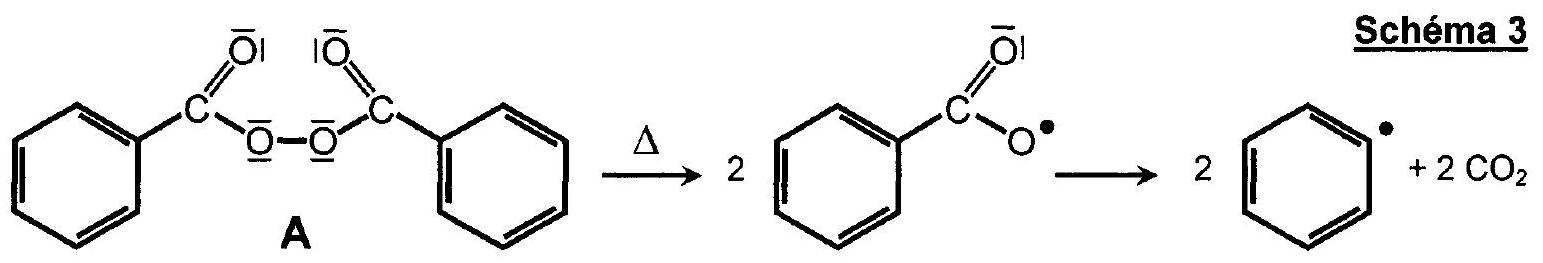 Schéma 3
O O O
C C C
O O Δ 2 O• 2 • + 2 CO₂
A